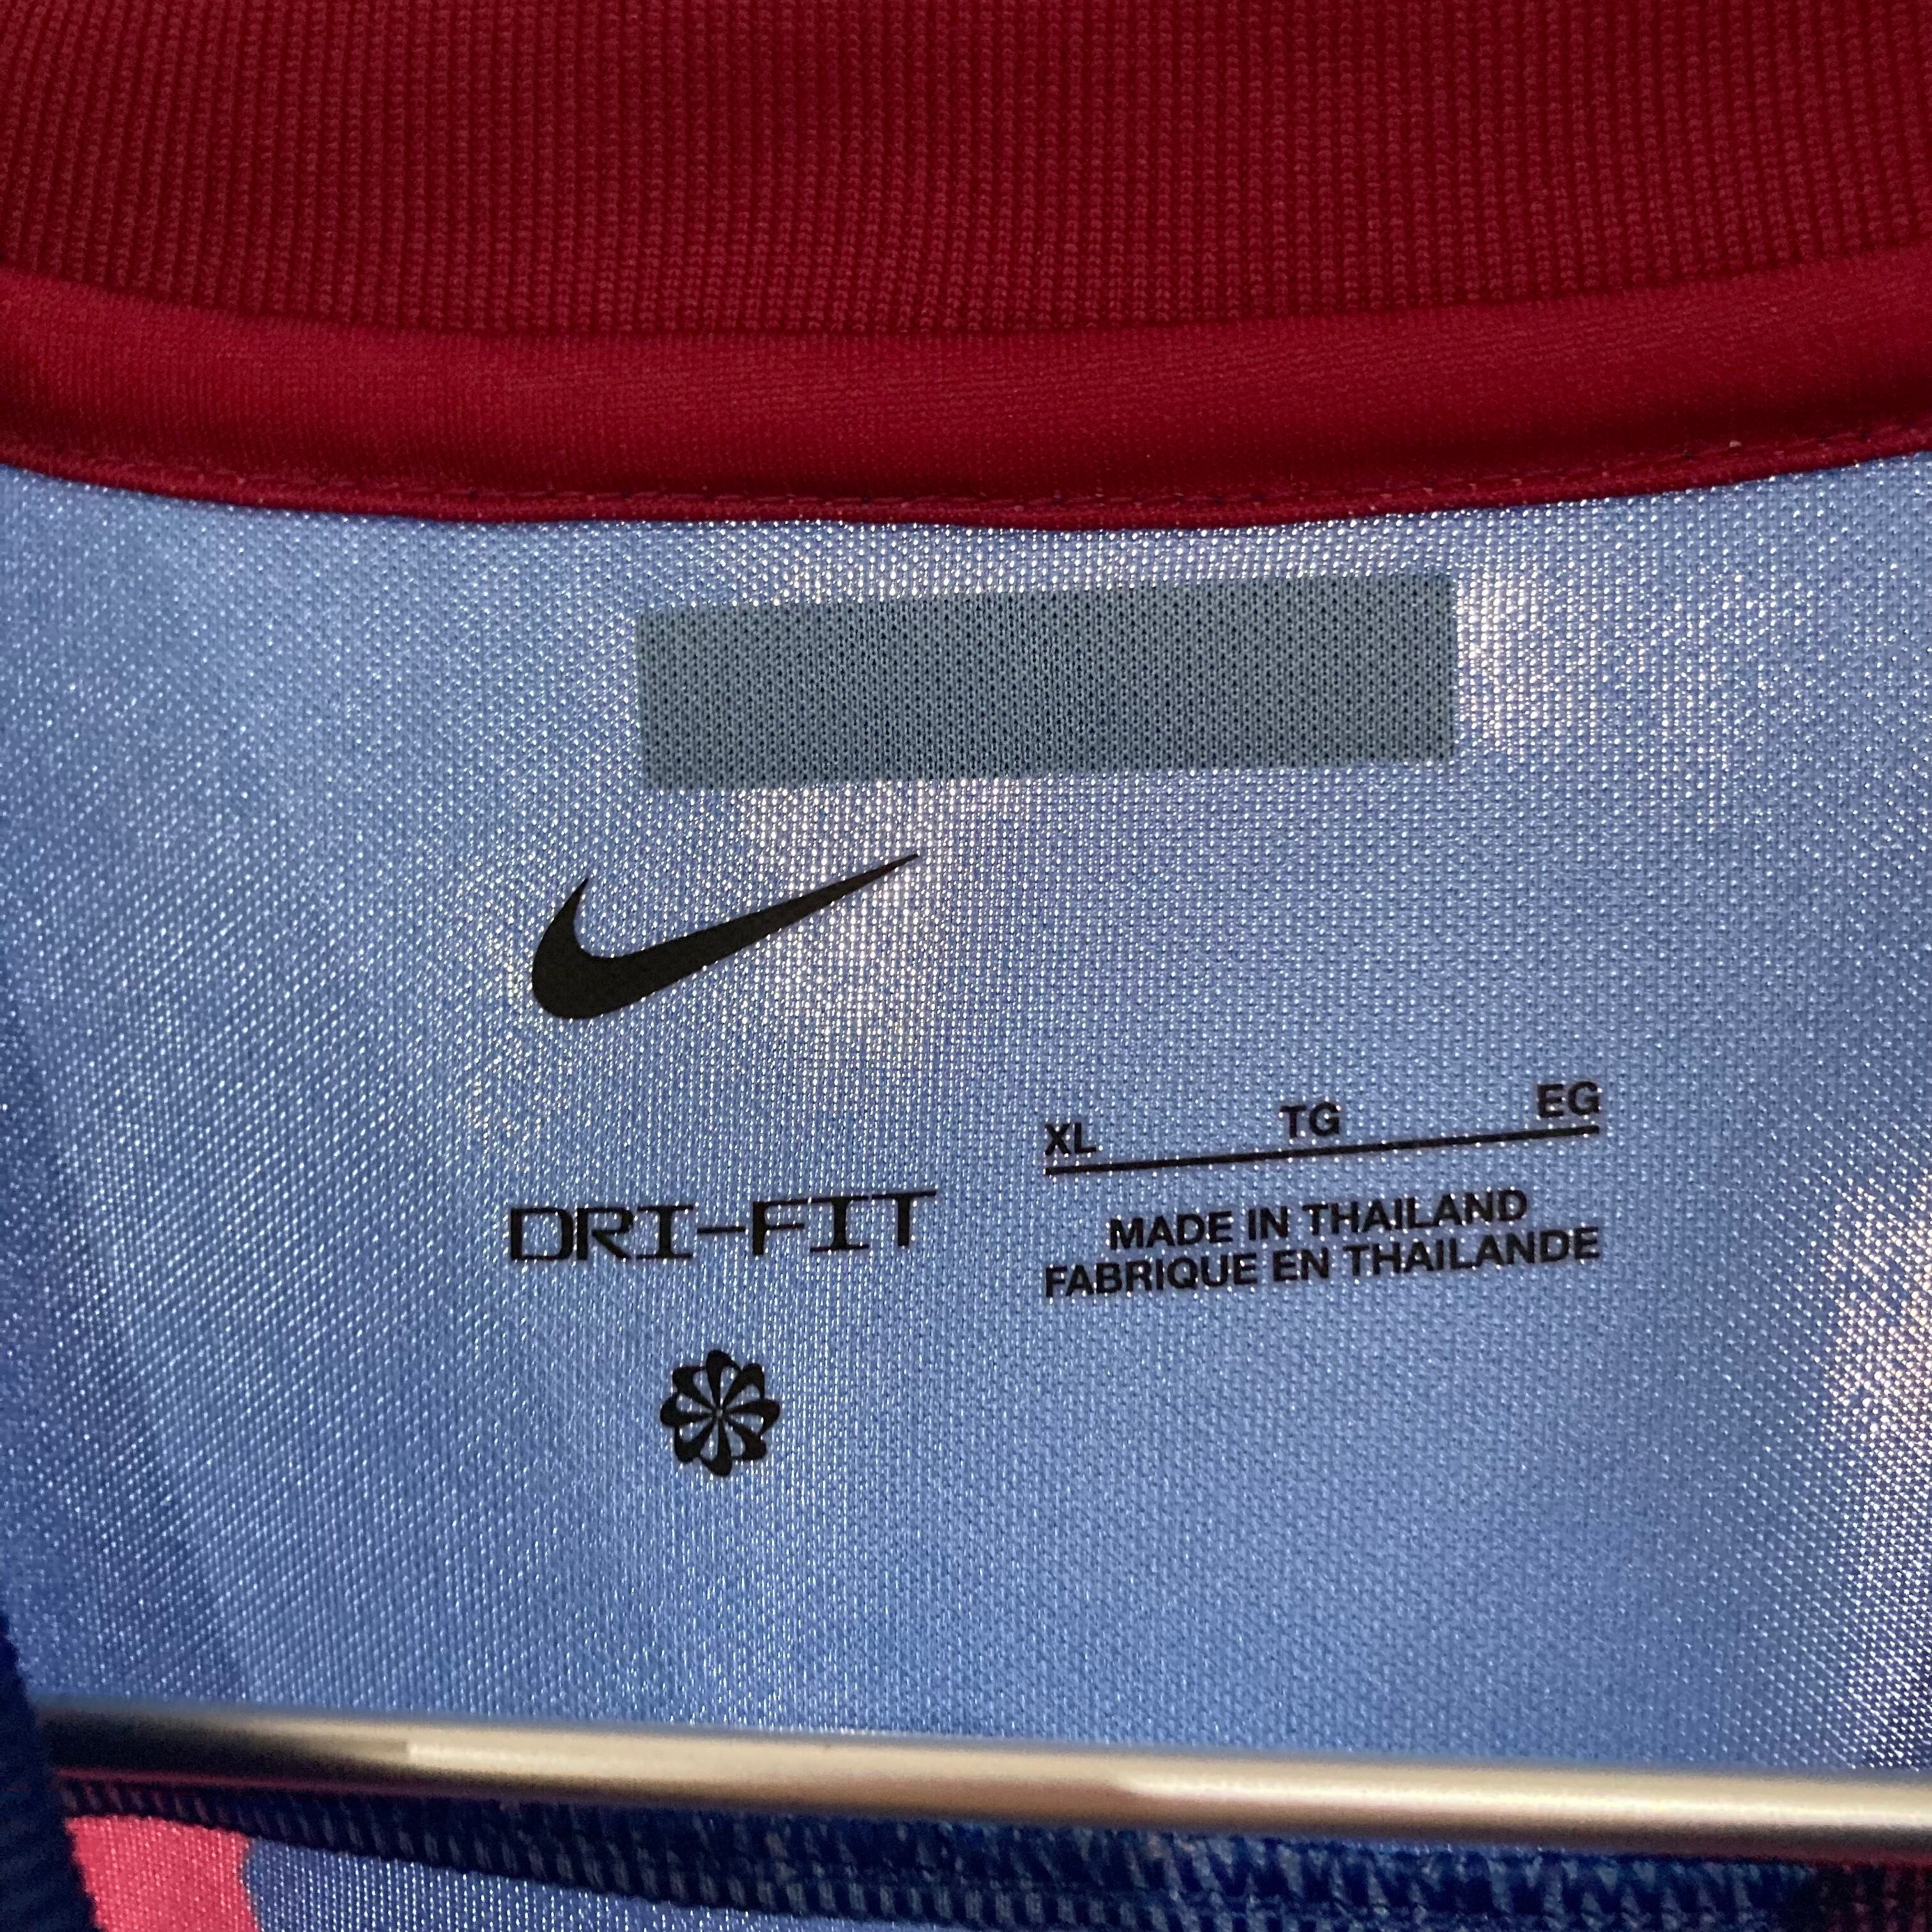 XL TG EG
DRI-FIT
MADE IN THAILAND
FABRIQUE EN THAILANDE